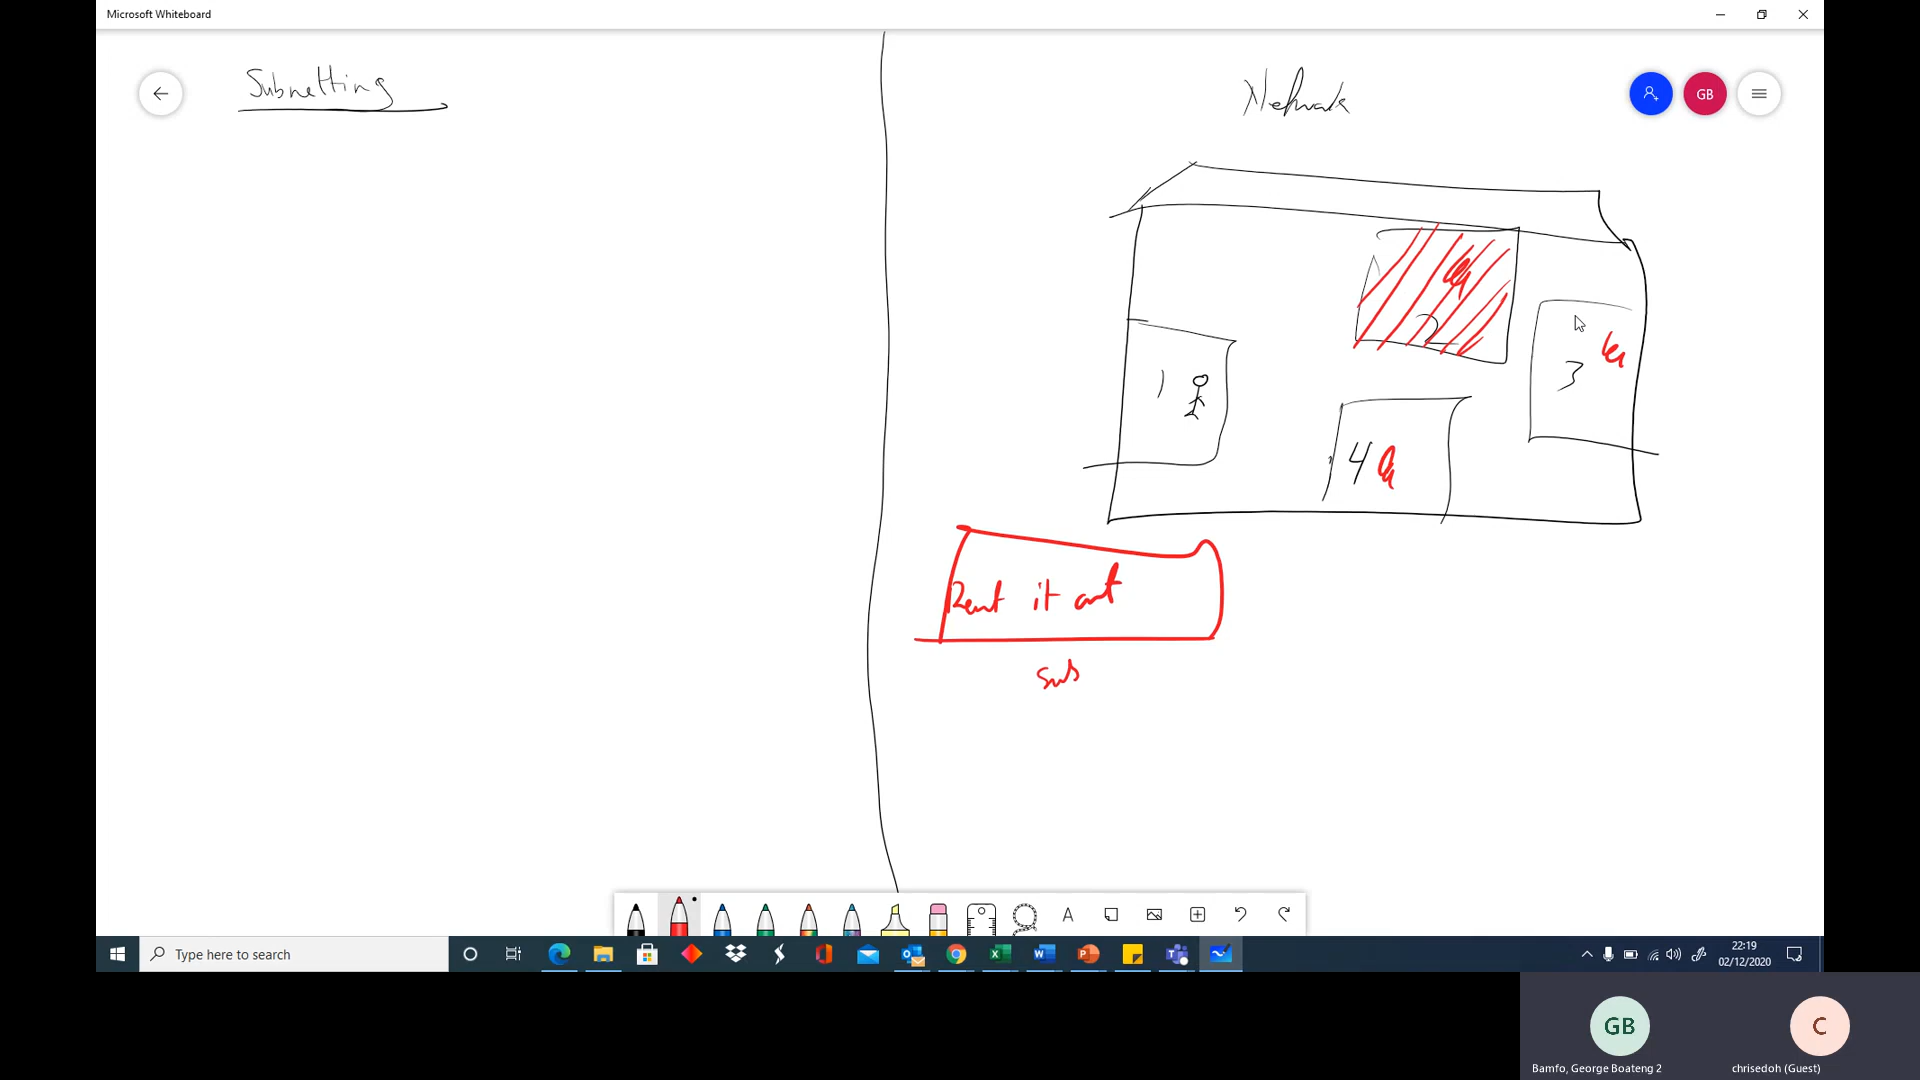 Microsoft Whiteboard
Subnetting
Network
GB
2
3
1
4
Rent it out
sub
A
Type here to search
22:19
02/12/2020
GB
C
Bamfo, George Boateng 2
chrisedoh (Guest)